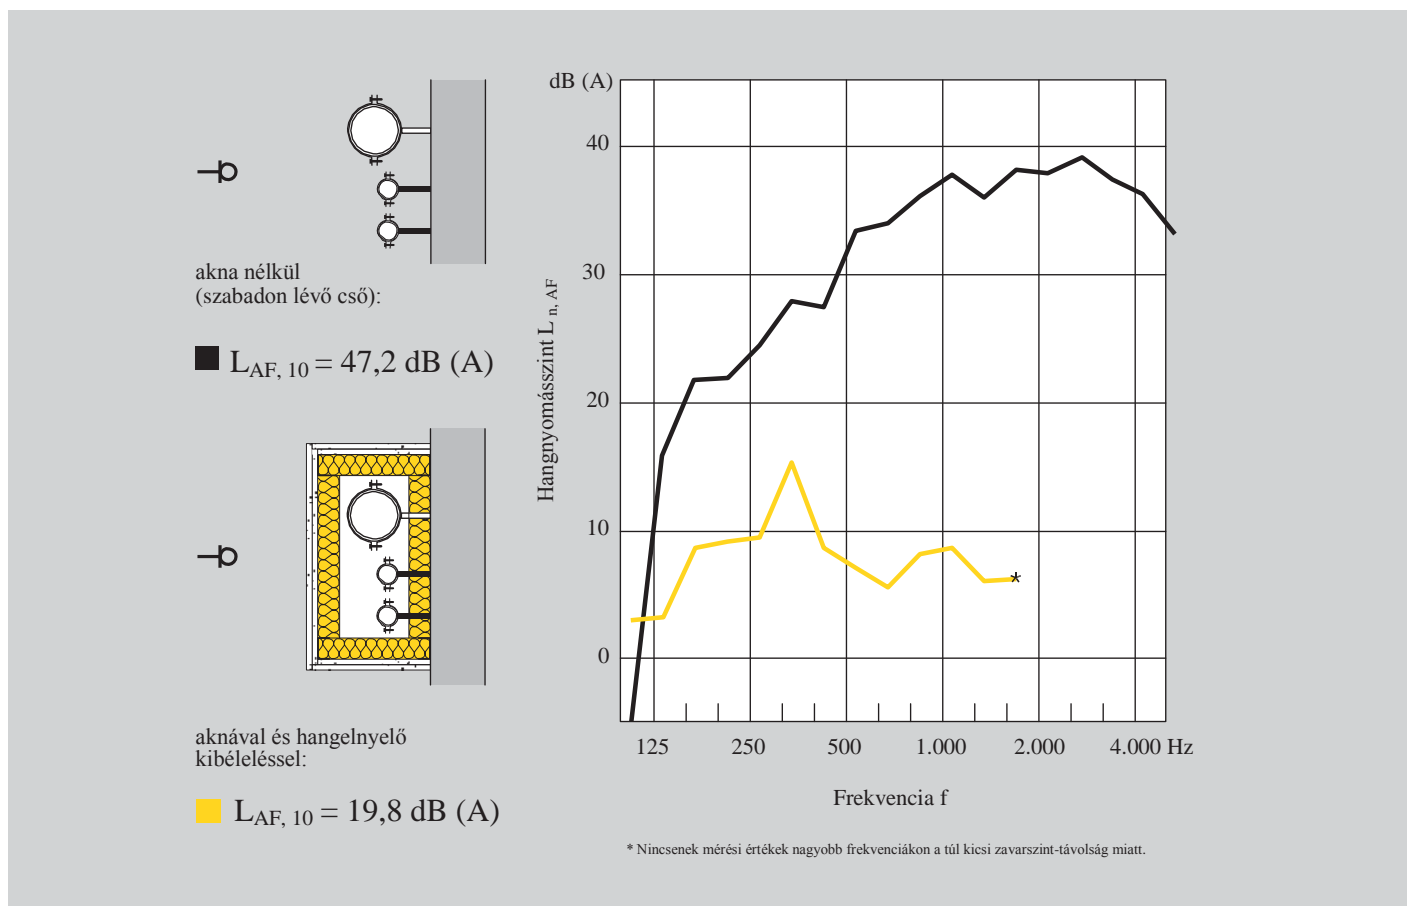 akna nélkül
(szabadon lévő cső):
L AF, 10 = 47,2 dB (A)
aknával és hangelnyelő
kibéleléssel:
L AF, 10 = 19,8 dB (A)
dB (A)
40
30
20
10
0
Hangnyomásszint L n, AF
*
125 250 500 1.000 2.000 4.000 Hz
Frekvencia f
* Nincsenek mérési értékek nagyobb frekvenciákon a túl kicsi zavarszint-távolság miatt.